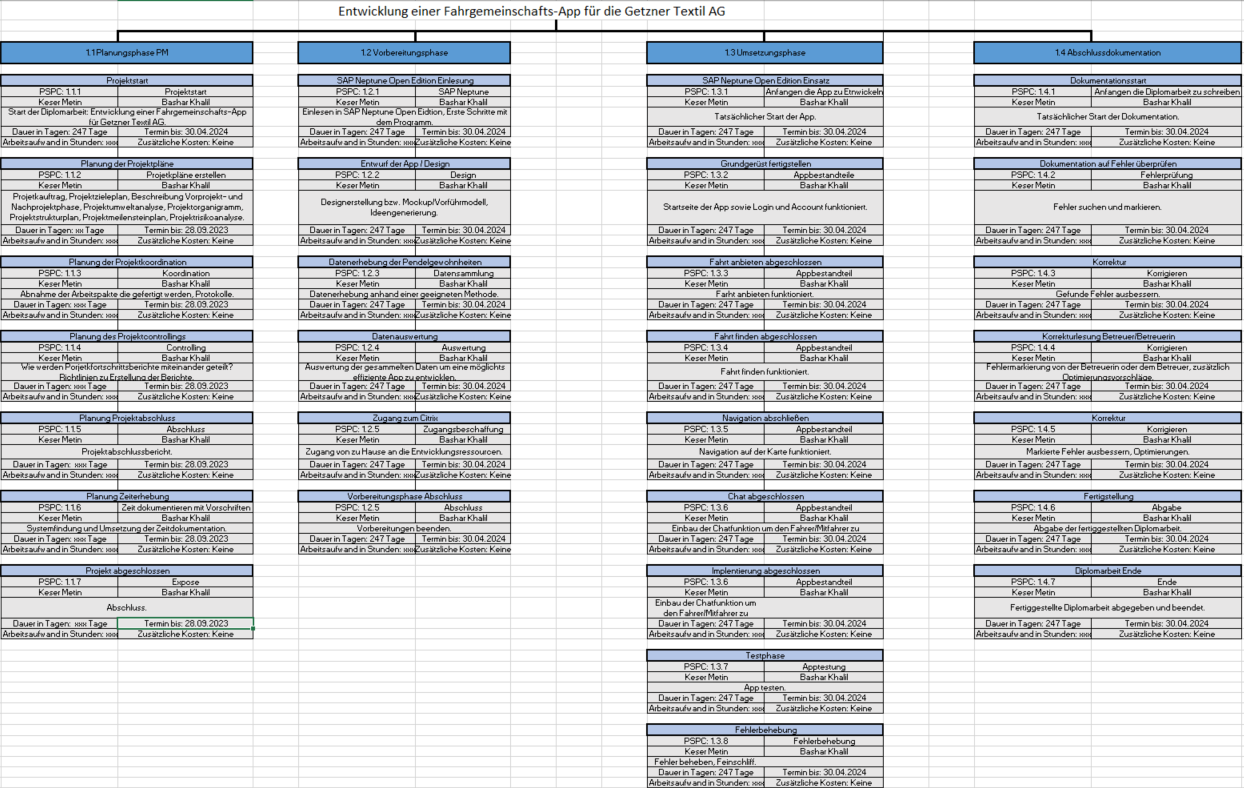 Entwicklung einer Fahrgemeinschafts-App für die Getzner Textil AG
1.1 Planungsphase PM
Projektstart
PSPC: 1.1.1 Projektstart
Keser Metin Bashar Khalil
Start der Diplomarbeit: Entwicklung einer Fahrgemeinschafts-App
für Getzner Textil AG.
Dauer in Tagen: 247 Tage Termin bis: 30.04.2024
Arbeitsaufwand in Stunden: xxx Zusätzliche Kosten: Keine
Planung der Projektpläne
PSPC: 1.1.2 Projektpläne erstellen
Keser Metin Bashar Khalil
Projetkauftrag, Projektzieleplan, Beschreibung Vorprojekt- und
Nachprojektphase, Projektumweltanalyse, Projektorganigramm,
Projektstrukturplan, Projektmeilensteinplan, Projektrisikoanalyse.
Dauer in Tagen: xx Tage Termin bis: 28.09.2023
Arbeitsaufwand in Stunden: xxx Zusätzliche Kosten: Keine
Planung der Projektkoordination
PSPC: 1.1.3 Koordination
Keser Metin Bashar Khalil
Abnahme der Arbeitspakte die gefertigt werden, Protokolle.
Dauer in Tagen: xxx Tage Termin bis: 28.09.2023
Arbeitsaufwand in Stunden: xxx Zusätzliche Kosten: Keine
Planung des Projektcontrollings
PSPC: 1.1.4 Controlling
Keser Metin Bashar Khalil
Wie werden Porjetkfortschrittsberichte miteinander geteilt?
Richtlinien zu Erstellung der Berichte.
Dauer in Tagen: xxx Tage Termin bis: 28.09.2023
Arbeitsaufwand in Stunden: xxx Zusätzliche Kosten: Keine
Planung Projektabschluss
PSPC: 1.1.5 Abschluss
Keser Metin Bashar Khalil
Projektabschlussbericht.
Dauer in Tagen: xxx Tage Termin bis: 28.09.2023
Arbeitsaufwand in Stunden: xxx Zusätzliche Kosten: Keine
Planung Zeiterhebung
PSPC: 1.1.6 Zeit dokumentieren mit Vorschriften
Keser Metin Bashar Khalil
Systemfindung und Umsetzung der Zeitdokumentation.
Dauer in Tagen: xxx Tage Termin bis: 28.09.2023
Arbeitsaufwand in Stunden: xxx Zusätzliche Kosten: Keine
Projekt abgeschlossen
PSPC: 1.1.7 Expose
Keser Metin Bashar Khalil
Abschluss.
Dauer in Tagen: xxx Tage Termin bis: 28.09.2023
Arbeitsaufwand in Stunden: xxx Zusätzliche Kosten: Keine
1.2 Vorbereitungsphase
SAP Neptune Open Edition Einlesung
PSPC: 1.2.1 SAP Neptune
Keser Metin Bashar Khalil
Einlesen in SAP Neptune Open Eidtion, Erste Schritte mit
dem Programm.
Dauer in Tagen: 247 Tage Termin bis: 30.04.2024
Arbeitsaufwand in Stunden: xxx Zusätzliche Kosten: Keine
Entwurf der App / Design
PSPC: 1.2.2 Design
Keser Metin Bashar Khalil
Designerstellung bzw. Mockup/Vorführmodell,
Ideengenerierung.
Dauer in Tagen: 247 Tage Termin bis: 30.04.2024
Arbeitsaufwand in Stunden: xxx Zusätzliche Kosten: Keine
Datenerhebung der Pendelgewohnheiten
PSPC: 1.2.3 Datensammlung
Keser Metin Bashar Khalil
Datenerhebung anhand einer geeigneten Methode.
Dauer in Tagen: 247 Tage Termin bis: 30.04.2024
Arbeitsaufwand in Stunden: xxx Zusätzliche Kosten: Keine
Datenauswertung
PSPC: 1.2.4 Auswertung
Keser Metin Bashar Khalil
Auswertung der gesammelten Daten um eine möglichts
effiziente App zu entwicklen.
Dauer in Tagen: 247 Tage Termin bis: 30.04.2024
Arbeitsaufwand in Stunden: xxx Zusätzliche Kosten: Keine
Zugang zum Citrix
PSPC: 1.2.5 Zugangsbeschaffung
Keser Metin Bashar Khalil
Zugang von zu Hause an die Entwicklungsressourcen.
Dauer in Tagen: 247 Tage Termin bis: 30.04.2024
Arbeitsaufwand in Stunden: xxx Zusätzliche Kosten: Keine
Vorbereitungsphase Abschluss
PSPC: 1.2.5 Abschluss
Keser Metin Bashar Khalil
Vorbereitungen beenden.
Dauer in Tagen: 247 Tage Termin bis: 30.04.2024
Arbeitsaufwand in Stunden: xxx Zusätzliche Kosten: Keine
1.3 Umsetzungsphase
SAP Neptune Open Edition Einsatz
PSPC: 1.3.1 Anfangen die App zu Etnwickeln
Keser Metin Bashar Khalil
Tatsächlicher Start der App.
Dauer in Tagen: 247 Tage Termin bis: 30.04.2024
Arbeitsaufwand in Stunden: xxx Zusätzliche Kosten: Keine
Grundgerüst fertigstellen
PSPC: 1.3.2 Appbestandteile
Keser Metin Bashar Khalil
Startseite der App sowie Login und Account funktioniert.
Dauer in Tagen: 247 Tage Termin bis: 30.04.2024
Arbeitsaufwand in Stunden: xxx Zusätzliche Kosten: Keine
Fahrt anbieten abgeschlossen
PSPC: 1.3.3 Appbestandteil
Keser Metin Bashar Khalil
Farht anbieten funktioniert.
Dauer in Tagen: 247 Tage Termin bis: 30.04.2024
Arbeitsaufwand in Stunden: xxx Zusätzliche Kosten: Keine
Fahrt finden abgeschlossen
PSPC: 1.3.4 Appbestandteil
Keser Metin Bashar Khalil
Fahrt finden funktioniert.
Dauer in Tagen: 247 Tage Termin bis: 30.04.2024
Arbeitsaufwand in Stunden: xxx Zusätzliche Kosten: Keine
Navigation abschließen
PSPC: 1.3.5 Appbestandteil
Keser Metin Bashar Khalil
Navigation auf der Karte funktioniert.
Dauer in Tagen: 247 Tage Termin bis: 30.04.2024
Arbeitsaufwand in Stunden: xxx Zusätzliche Kosten: Keine
Chat abgeschlossen
PSPC: 1.3.6 Appbestandteil
Keser Metin Bashar Khalil
Einbau der Chatfunktion um den Fahrer/Mitfahrer zu
Dauer in Tagen: 247 Tage Termin bis: 30.04.2024
Arbeitsaufwand in Stunden: xxx Zusätzliche Kosten: Keine
Implentierung abgeschlossen
PSPC: 1.3.6 Appbestandteil
Keser Metin Bashar Khalil
Einbau der Chatfunktion um
den Fahrer/Mitfahrer zu
Dauer in Tagen: 247 Tage Termin bis: 30.04.2024
Arbeitsaufwand in Stunden: xxx Zusätzliche Kosten: Keine
Testphase
PSPC: 1.3.7 Apptestung
Keser Metin Bashar Khalil
App testen.
Dauer in Tagen: 247 Tage Termin bis: 30.04.2024
Arbeitsaufwand in Stunden: xxx Zusätzliche Kosten: Keine
Fehlerbehebung
PSPC: 1.3.8 Fehlerbehebung
Keser Metin Bashar Khalil
Fehler beheben, Feinschliff.
Dauer in Tagen: 247 Tage Termin bis: 30.04.2024
Arbeitsaufwand in Stunden: xxx Zusätzliche Kosten: Keine
1.4 Abschlussdokumentation
Dokumentationsstart
PSPC: 1.4.1 Anfangen die Diplomarbeit zu schreiben
Keser Metin Bashar Khalil
Tatsächlicher Start der Dokumentation.
Dauer in Tagen: 247 Tage Termin bis: 30.04.2024
Arbeitsaufwand in Stunden: xxx Zusätzliche Kosten: Keine
Dokumentation auf Fehler überprüfen
PSPC: 1.4.2 Fehlerprüfung
Keser Metin Bashar Khalil
Fehler suchen und markieren.
Dauer in Tagen: 247 Tage Termin bis: 30.04.2024
Arbeitsaufwand in Stunden: xxx Zusätzliche Kosten: Keine
Korrektur
PSPC: 1.4.3 Korrigieren
Keser Metin Bashar Khalil
Gefunde Fehler ausbessern.
Dauer in Tagen: 247 Tage Termin bis: 30.04.2024
Arbeitsaufwand in Stunden: xxx Zusätzliche Kosten: Keine
Korrekturlesung Betreuer/Betreuerin
PSPC: 1.4.4 Korrigieren
Keser Metin Bashar Khalil
Fehlermarkierung von der Betreuerin oder dem Betreuer, zusätzlich
Optimierungsvorschläge.
Dauer in Tagen: 247 Tage Termin bis: 30.04.2024
Arbeitsaufwand in Stunden: xxx Zusätzliche Kosten: Keine
Korrektur
PSPC: 1.4.5 Korrigieren
Keser Metin Bashar Khalil
Markierte Fehler ausbessern, Optimierungen.
Dauer in Tagen: 247 Tage Termin bis: 30.04.2024
Arbeitsaufwand in Stunden: xxx Zusätzliche Kosten: Keine
Fertigstellung
PSPC: 1.4.6 Abgabe
Keser Metin Bashar Khalil
Abgabe der fertiggestellten Diplomarbeit.
Dauer in Tagen: 247 Tage Termin bis: 30.04.2024
Arbeitsaufwand in Stunden: xxx Zusätzliche Kosten: Keine
Diplomarbeit Ende
PSPC: 1.4.7 Ende
Keser Metin Bashar Khalil
Fertiggestellte Diplomarbeit abgegeben und beendet.
Dauer in Tagen: 247 Tage Termin bis: 30.04.2024
Arbeitsaufwand in Stunden: xxx Zusätzliche Kosten: Keine